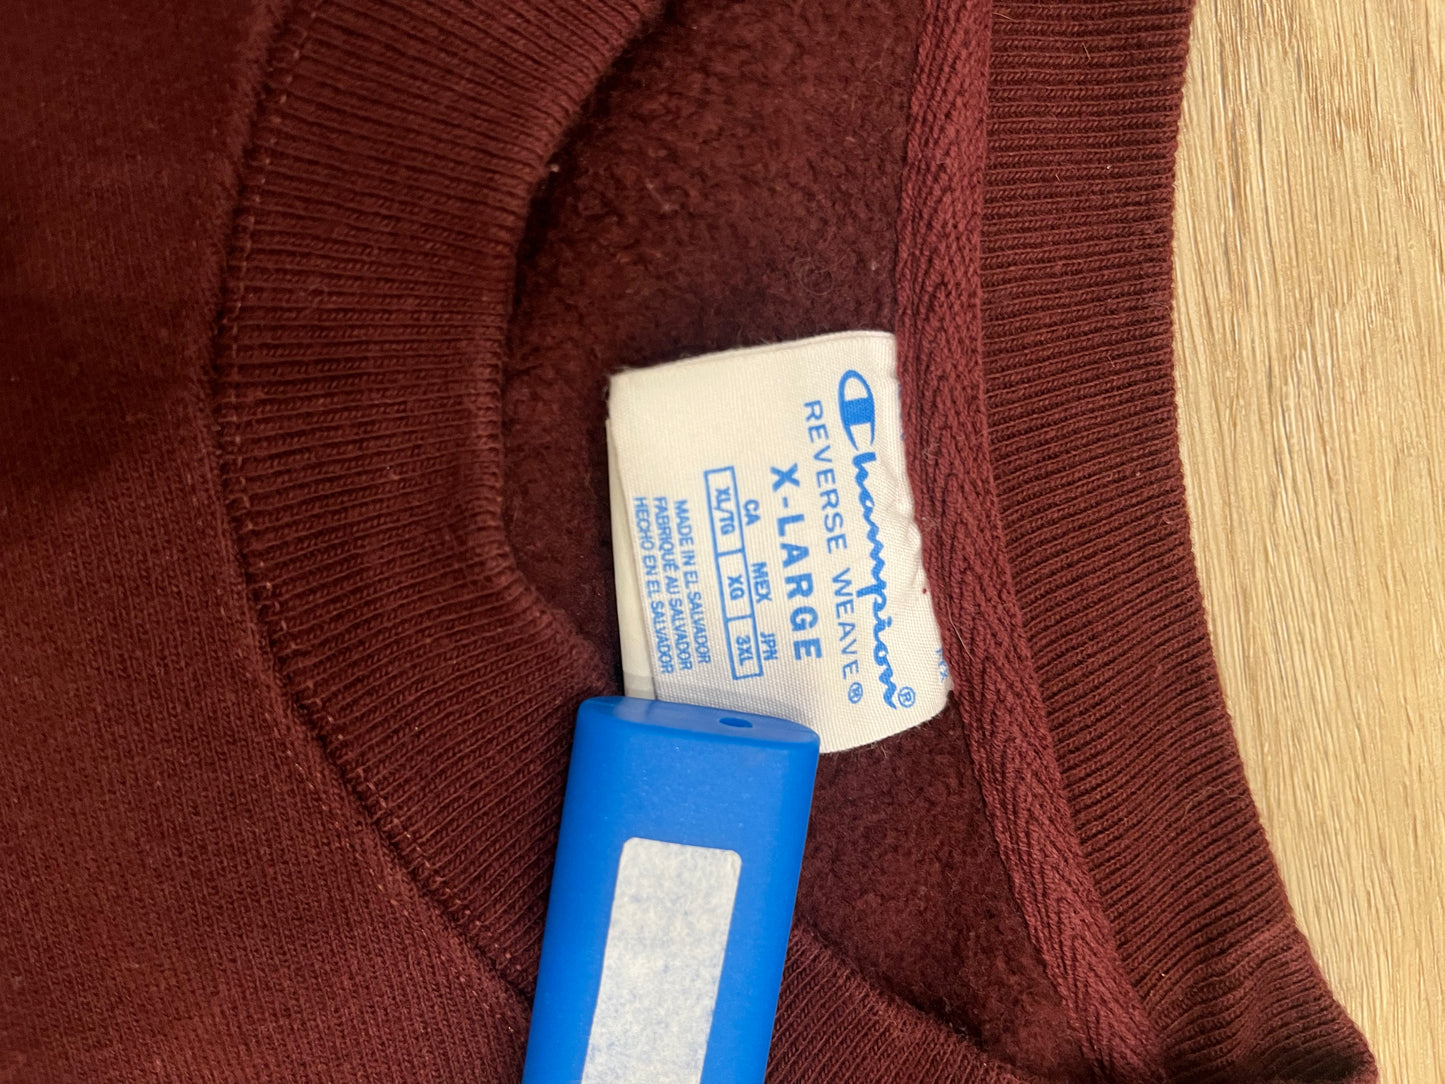 Champion®
REVERSE WEAVE®
X-LARGE
CA MEX JPN
XL/TG XG 3XL
MADE IN EL SALVADOR
FABRIQUÉ AU SALVADOR
HECHO EN EL SALVADOR